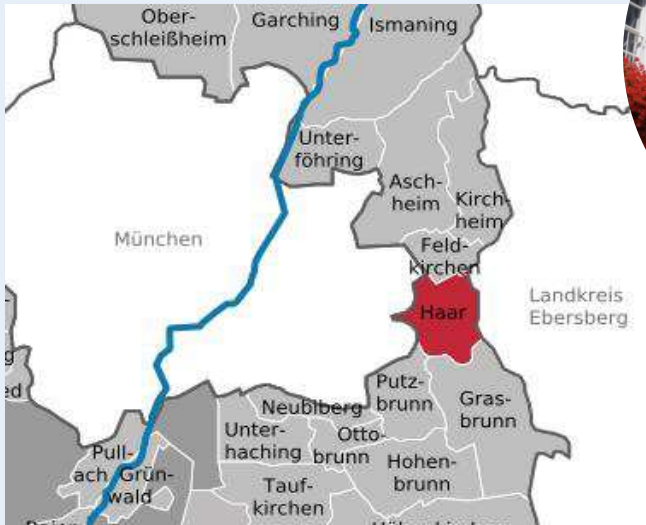 Ober-
schleißheim
Garching
Ismaning
Unter-
föhring
Asch-
heim
Kirch-
heim
München
Feld-
kirchen
Haar
Landkreis
Ebersberg
Putz-
brunn
Gras-
brunn
Neubiberg
Unter-
haching
Otto-
brunn
Hohen-
brunn
Pull-
ach
Grün-
wald
Tauf-
kirchen